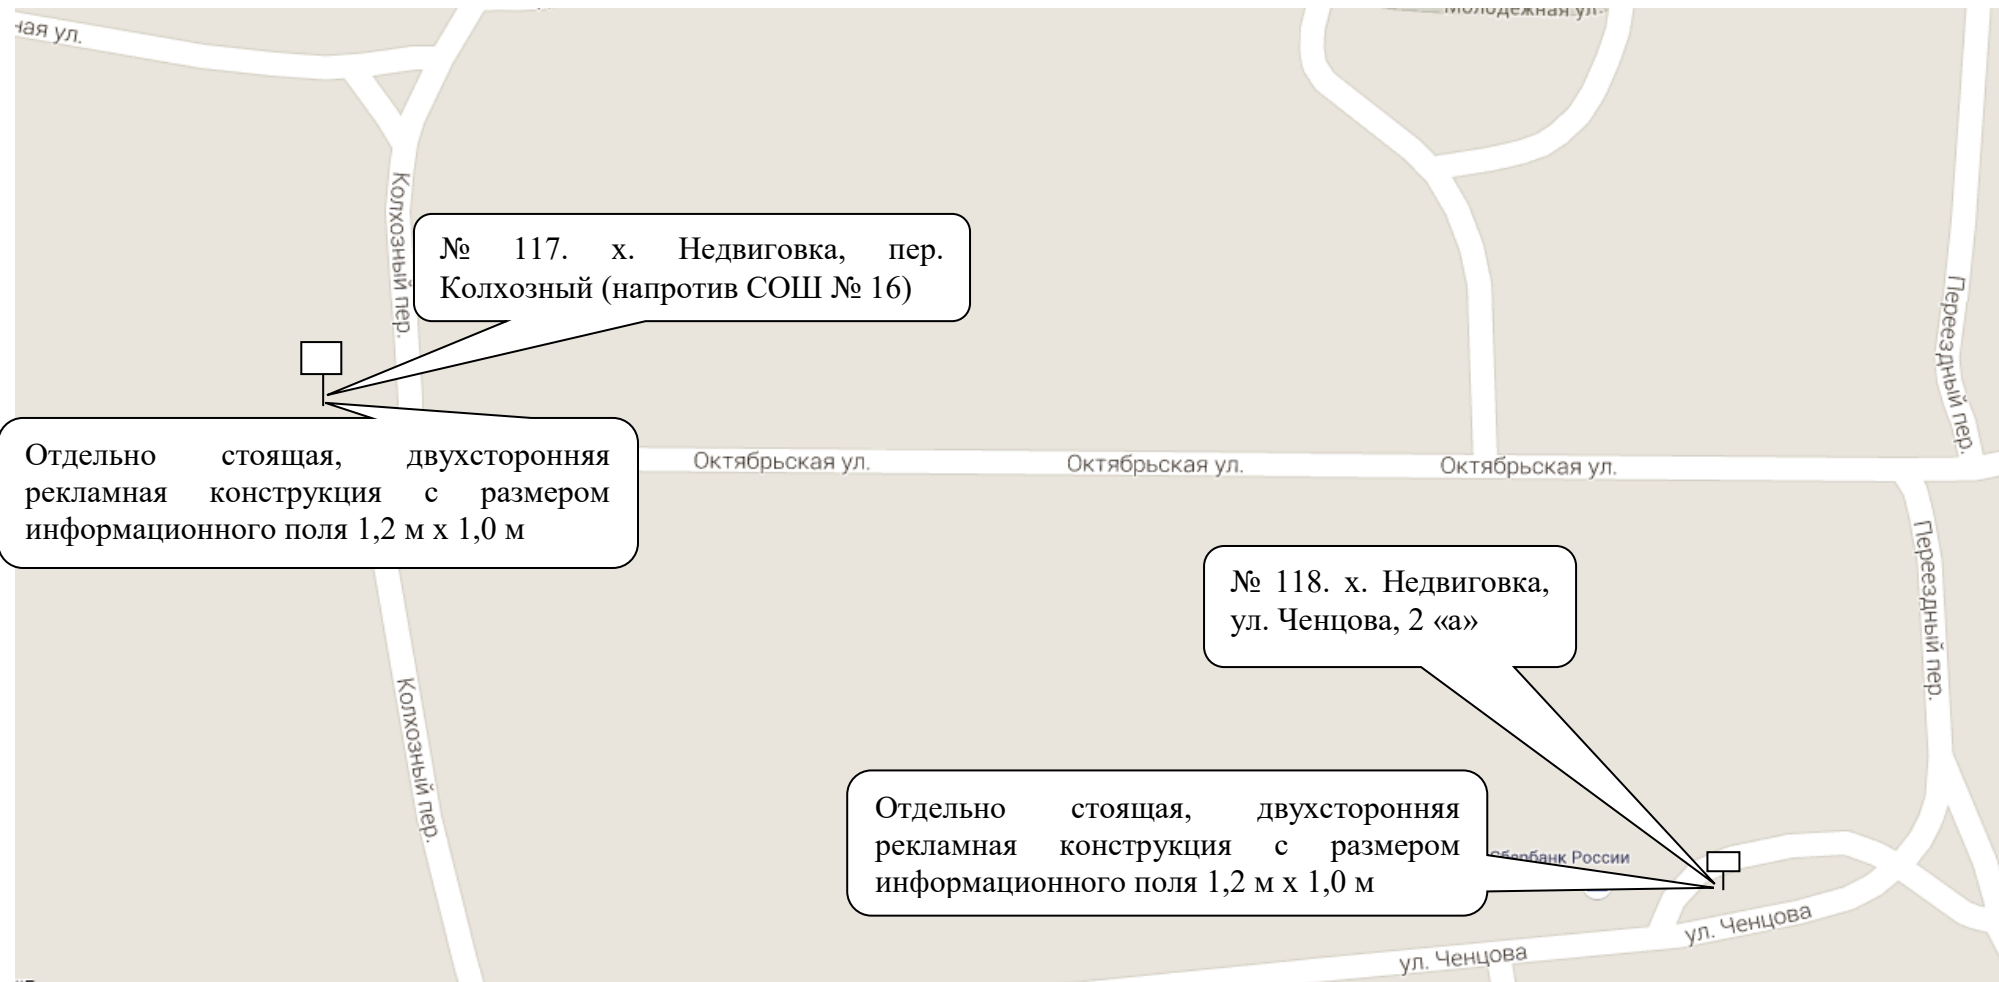 ная ул.
Молодёжная ул.
Колхозный пер.
№ 117. х. Недвиговка, пер.
Колхозный (напротив СОШ № 16)
Переездный пер.
Отдельно стоящая, двухсторонняя
рекламная конструкция с размером
информационного поля 1,2 м х 1,0 м
Октябрьская ул.
Октябрьская ул.
Октябрьская ул.
Переездный пер.
№ 118. х. Недвиговка,
ул. Ченцова, 2 «а»
Колхозный пер.
Отдельно стоящая, двухсторонняя
рекламная конструкция с размером
информационного поля 1,2 м х 1,0 м
Сбербанк России
ул. Ченцова
ул. Ченцова